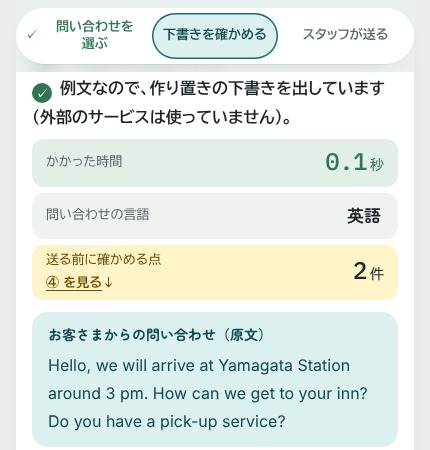 ✓ 問い合わせを
選ぶ
下書きを確かめる
スタッフが送る
✓ 例文なので、作り置きの下書きを出しています
（外部のサービスは使っていません）。
かかった時間
0.1秒
問い合わせの言語
英語
送る前に確かめる点
④ を見る↓
2件
お客さまからの問い合わせ（原文）
Hello, we will arrive at Yamagata Station
around 3 pm. How can we get to your inn?
Do you have a pick-up service?